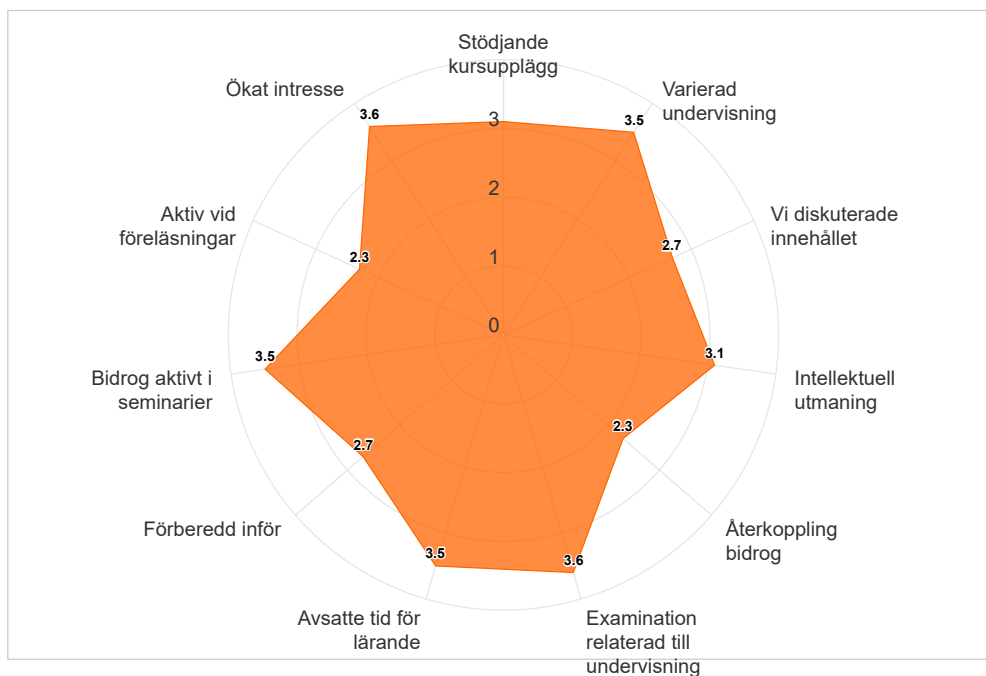 Stödjande
kursupplägg
Ökat intresse
Varierad
undervisning
3.6
3.5
3
2
1
0
Aktiv vid
föreläsningar
Vi diskuterade
innehållet
2.3
2.7
3.5
3.1
Bidrog aktivt i
seminarier
Intellektuell
utmaning
2.7
2.3
Förberedd inför
Återkoppling
bidrog
3.5
3.6
Avsatte tid för
lärande
Examination
relaterad till
undervisning